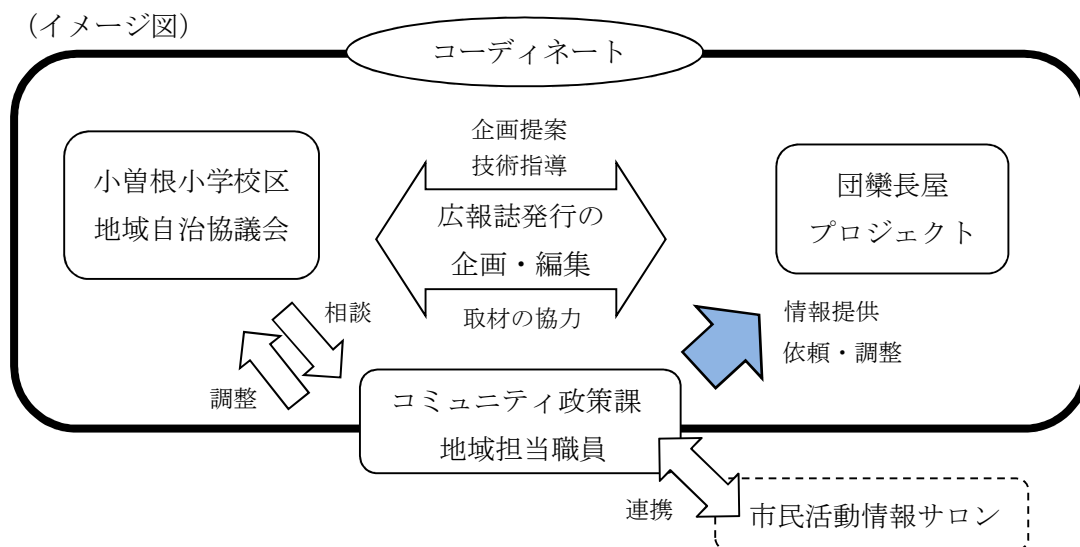 （イメージ図）
コーディネート
小曽根小学校区
地域自治協議会
企画提案
技術指導
広報誌発行の
企画・編集
取材の協力
団欒長屋
プロジェクト
相談
調整
情報提供
依頼・調整
コミュニティ政策課
地域担当職員
連携
市民活動情報サロン